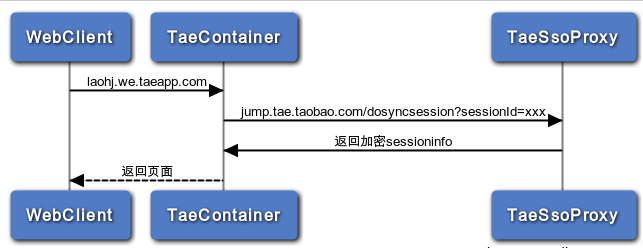 WebClient TaeContainer TaeSsoProxy
laohj.we.taeapp.com
jump.tae.taobao.com/dosyncsession?sessionId=xxx
返回加密sessioninfo
返回页面
WebClient TaeContainer TaeSsoProxy